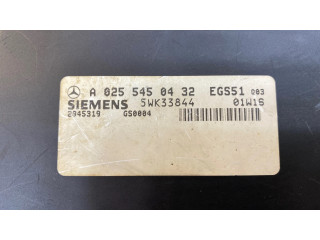 A 025 545 04 32 EGS51 003
SIEMENS 5WK33844 01W16
2945319 GS0004